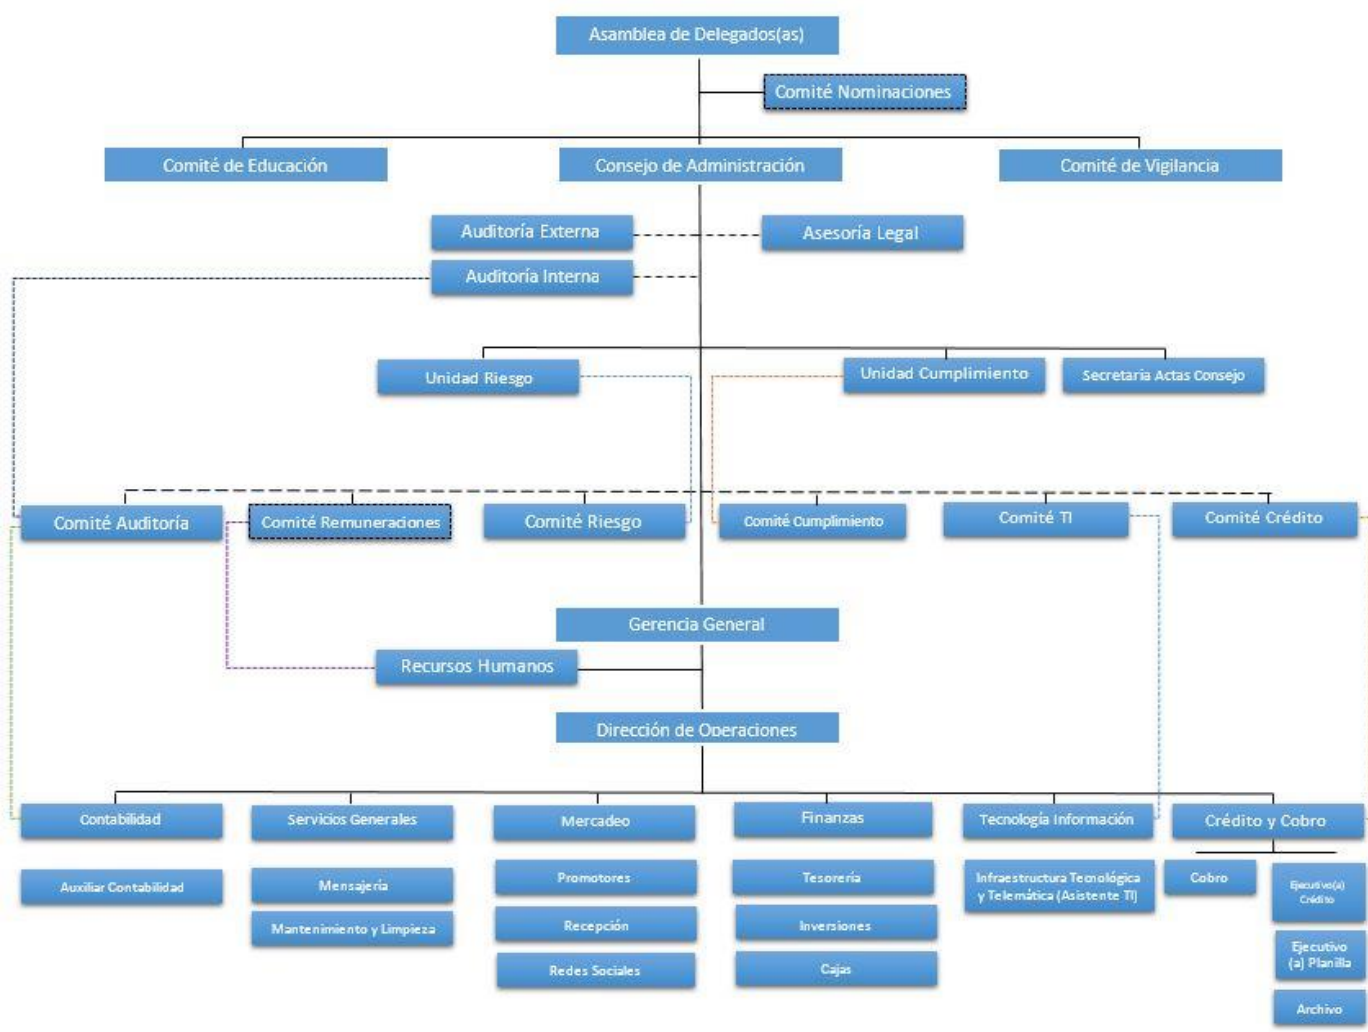 Asamblea de Delegados(as)
Comité Nominaciones
Comité de Educación
Consejo de Administración
Comité de Vigilancia
Auditoría Externa
Asesoría Legal
Auditoría Interna
Unidad Riesgo
Unidad Cumplimiento
Secretaria Actas Consejo
Comité Auditoría
Comité Remuneraciones
Comité Riesgo
Comité Cumplimiento
Comité TI
Comité Crédito
Gerencia General
Recursos Humanos
Dirección de Operaciones
Contabilidad
Servicios Generales
Mercadeo
Finanzas
Tecnología Información
Crédito y Cobro
Auxiliar Contabilidad
Mensajería
Promotores
Tesorería
Infraestructura Tecnológica
y Telemática (Asistente TI)
Cobro
Ejecutivo(a)
Crédito
Mantenimiento y Limpieza
Recepción
Inversiones
Ejecutivo
(a) Planilla
Redes Sociales
Cajas
Archivo